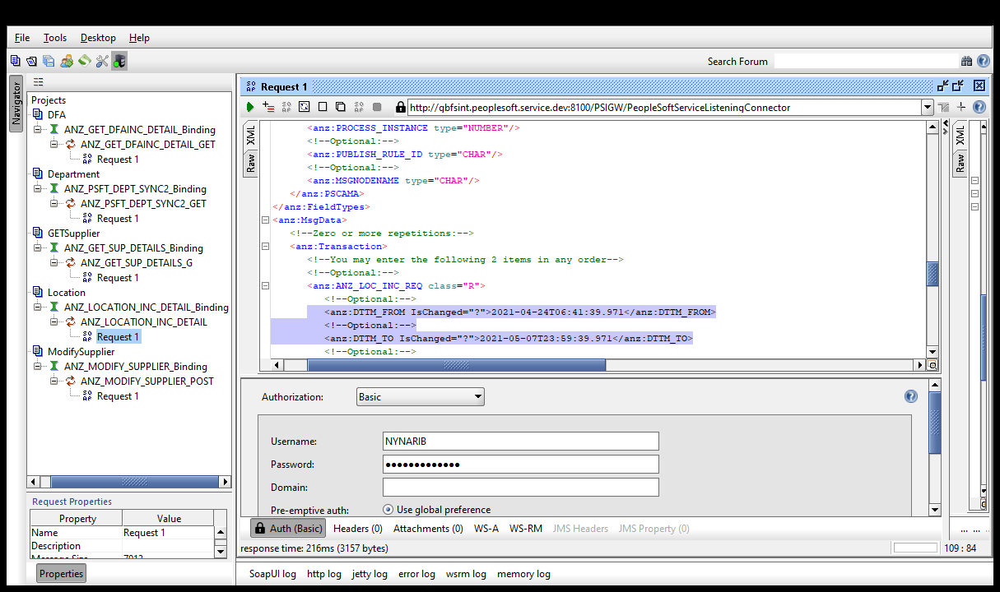 File Tools Desktop Help
Search Forum
Navigator
Projects
DFA
ANZ_GET_DFAINC_DETAIL_Binding
ANZ_GET_DFAINC_DETAIL_GET
Request 1
Department
ANZ_PSFT_DEPT_SYNC2_Binding
ANZ_PSFT_DEPT_SYNC2_GET
Request 1
GETSupplier
ANZ_GET_SUP_DETAILS_Binding
ANZ_GET_SUP_DETAILS_G
Request 1
Location
ANZ_LOCATION_INC_DETAIL_Binding
ANZ_LOCATION_INC_DETAIL
Request 1
ModifySupplier
ANZ_MODIFY_SUPPLIER_Binding
ANZ_MODIFY_SUPPLIER_POST
Request 1
Request Properties
Property Value
Name Request 1
Description
Properties
Request 1
http://qbfsint.peoplesoft.service.dev:8100/PSIGW/PeopleSoftServiceListeningConnector
XML
Raw
<anz:PROCESS_INSTANCE type="NUMBER"/>
<!--Optional:-->
<anz:PUBLISH_RULE_ID type="CHAR"/>
<!--Optional:-->
<anz:MSGNODENAME type="CHAR"/>
</anz:PSCAMA>
</anz:FieldTypes>
<anz:MsgData>
<!--Zero or more repetitions:-->
<anz:Transaction>
<!--You may enter the following 2 items in any order-->
<!--Optional:-->
<anz:ANZ_LOC_INC_REQ class="R">
<!--Optional:-->
<anz:DTTM_FROM IsChanged="?">2021-04-24T06:41:39.971</anz:DTTM_FROM>
<!--Optional:-->
<anz:DTTM_TO IsChanged="?">2021-05-07T23:59:39.971</anz:DTTM_TO>
<!--Optional:-->
XML
Raw
Authorization: Basic
Username: NYNARIB
Password: •••••••••••••
Domain:
Pre-emptive auth: Use global preference
Auth (Basic) Headers (0) Attachments (0) WS-A WS-RM JMS Headers JMS Property (0)
... ...
response time: 216ms (3157 bytes)
109 : 84
SoapUI log http log jetty log error log wsrm log memory log